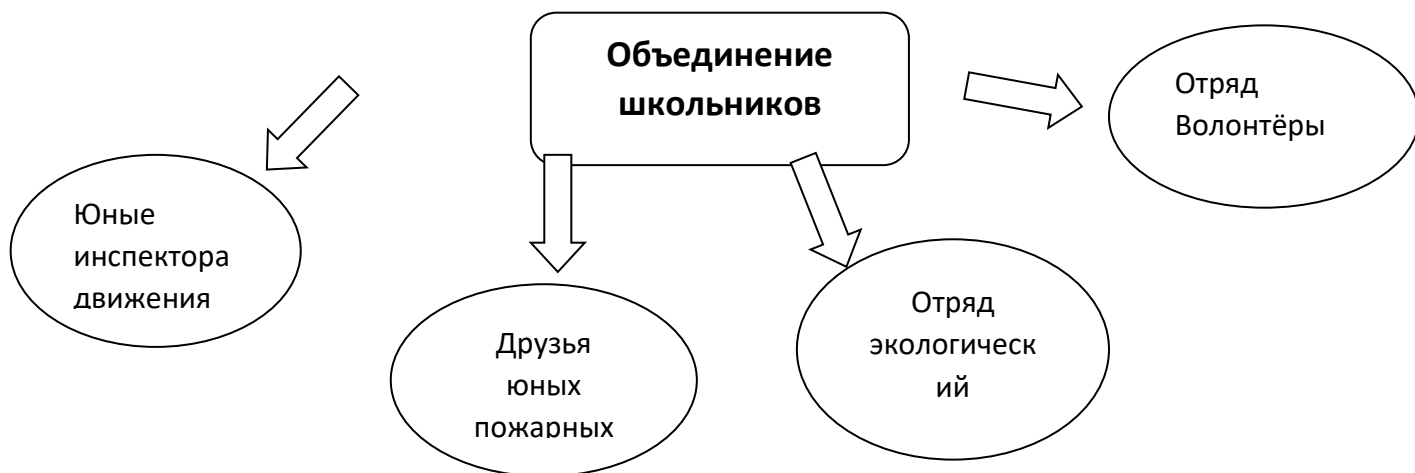 Объединение
школьников
Отряд
Волонтёры
Юные
инспектора
движения
Друзья
юных
пожарных
Отряд
экологическ
ий